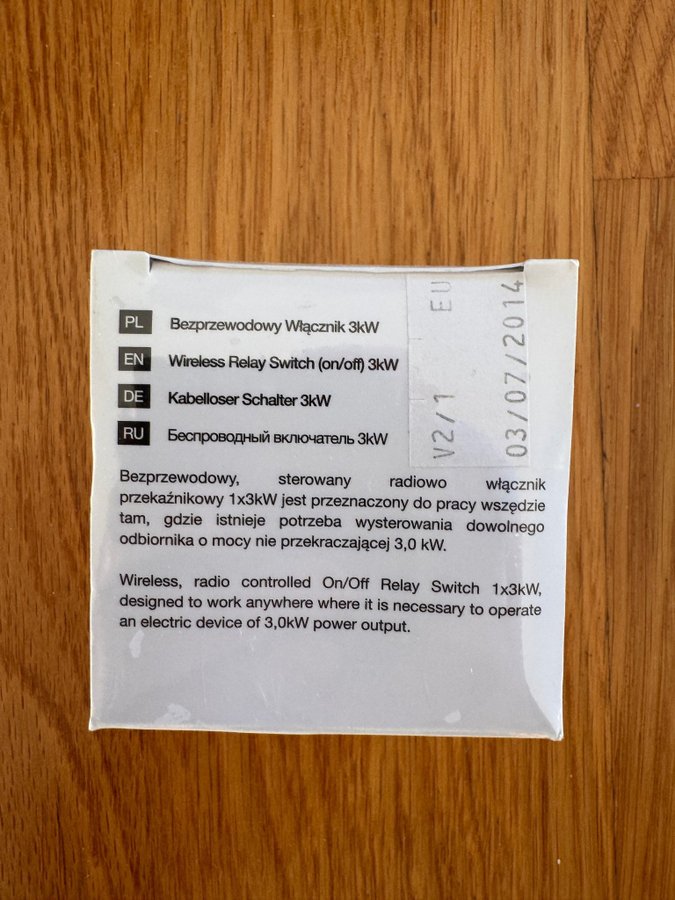 PL Bezprzewodowy Włącznik 3kW
EN Wireless Relay Switch (on/off) 3kW
DE Kabelloser Schalter 3kW
RU Беспроводный включатель 3kW
V2/1 EU
03/07/2014
Bezprzewodowy, sterowany radiowo włącznik
przekaźnikowy 1x3kW jest przeznaczony do pracy wszędzie
tam, gdzie istnieje potrzeba wysterowania dowolnego
odbiornika o mocy nie przekraczającej 3,0 kW.
Wireless, radio controlled On/Off Relay Switch 1x3kW,
designed to work anywhere where it is necessary to operate
an electric device of 3,0kW power output.